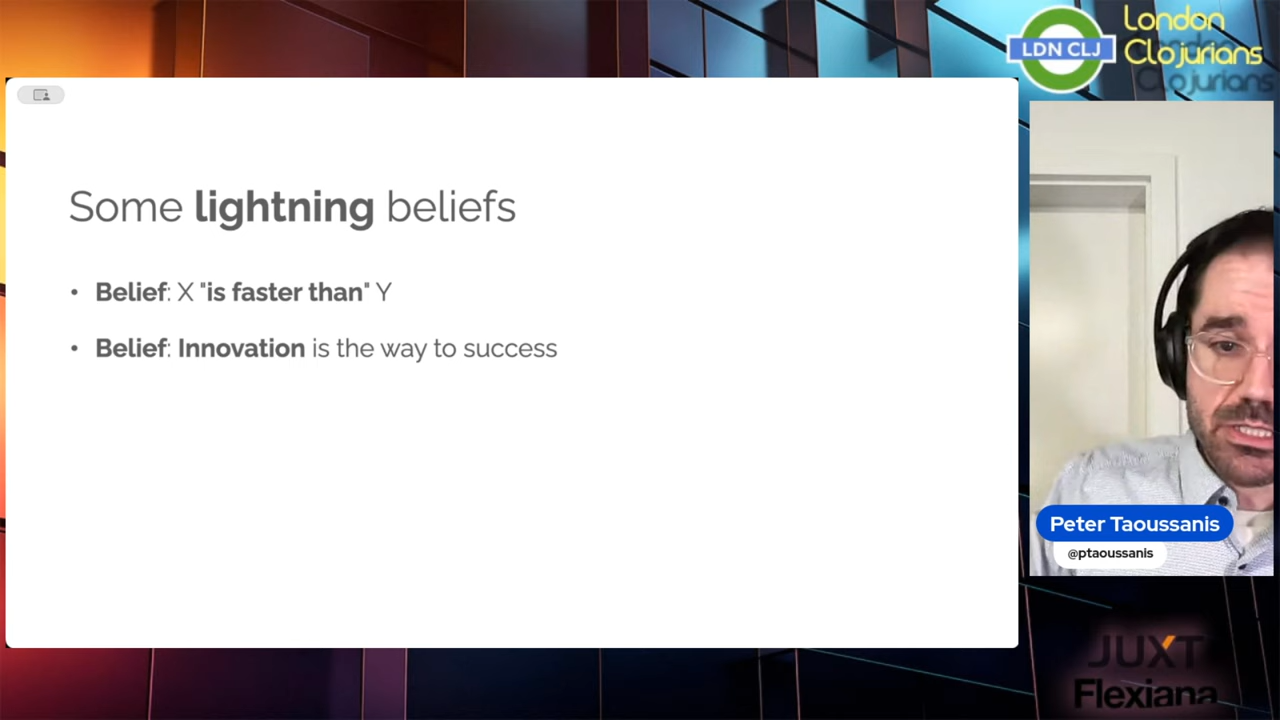 LDN CLJ
London
Clojurians
Clojurians
Some lightning beliefs
• Belief: X "is faster than" Y
• Belief: Innovation is the way to success
Peter Taoussanis
@ptaoussanis
JUXT
Flexiana